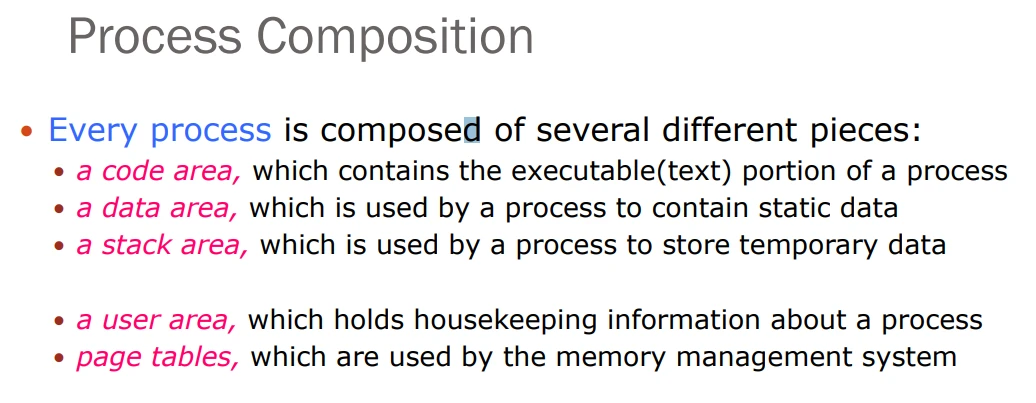 Process Composition
• Every process is composed of several different pieces:
• a code area, which contains the executable(text) portion of a process
• a data area, which is used by a process to contain static data
• a stack area, which is used by a process to store temporary data
• a user area, which holds housekeeping information about a process
• page tables, which are used by the memory management system